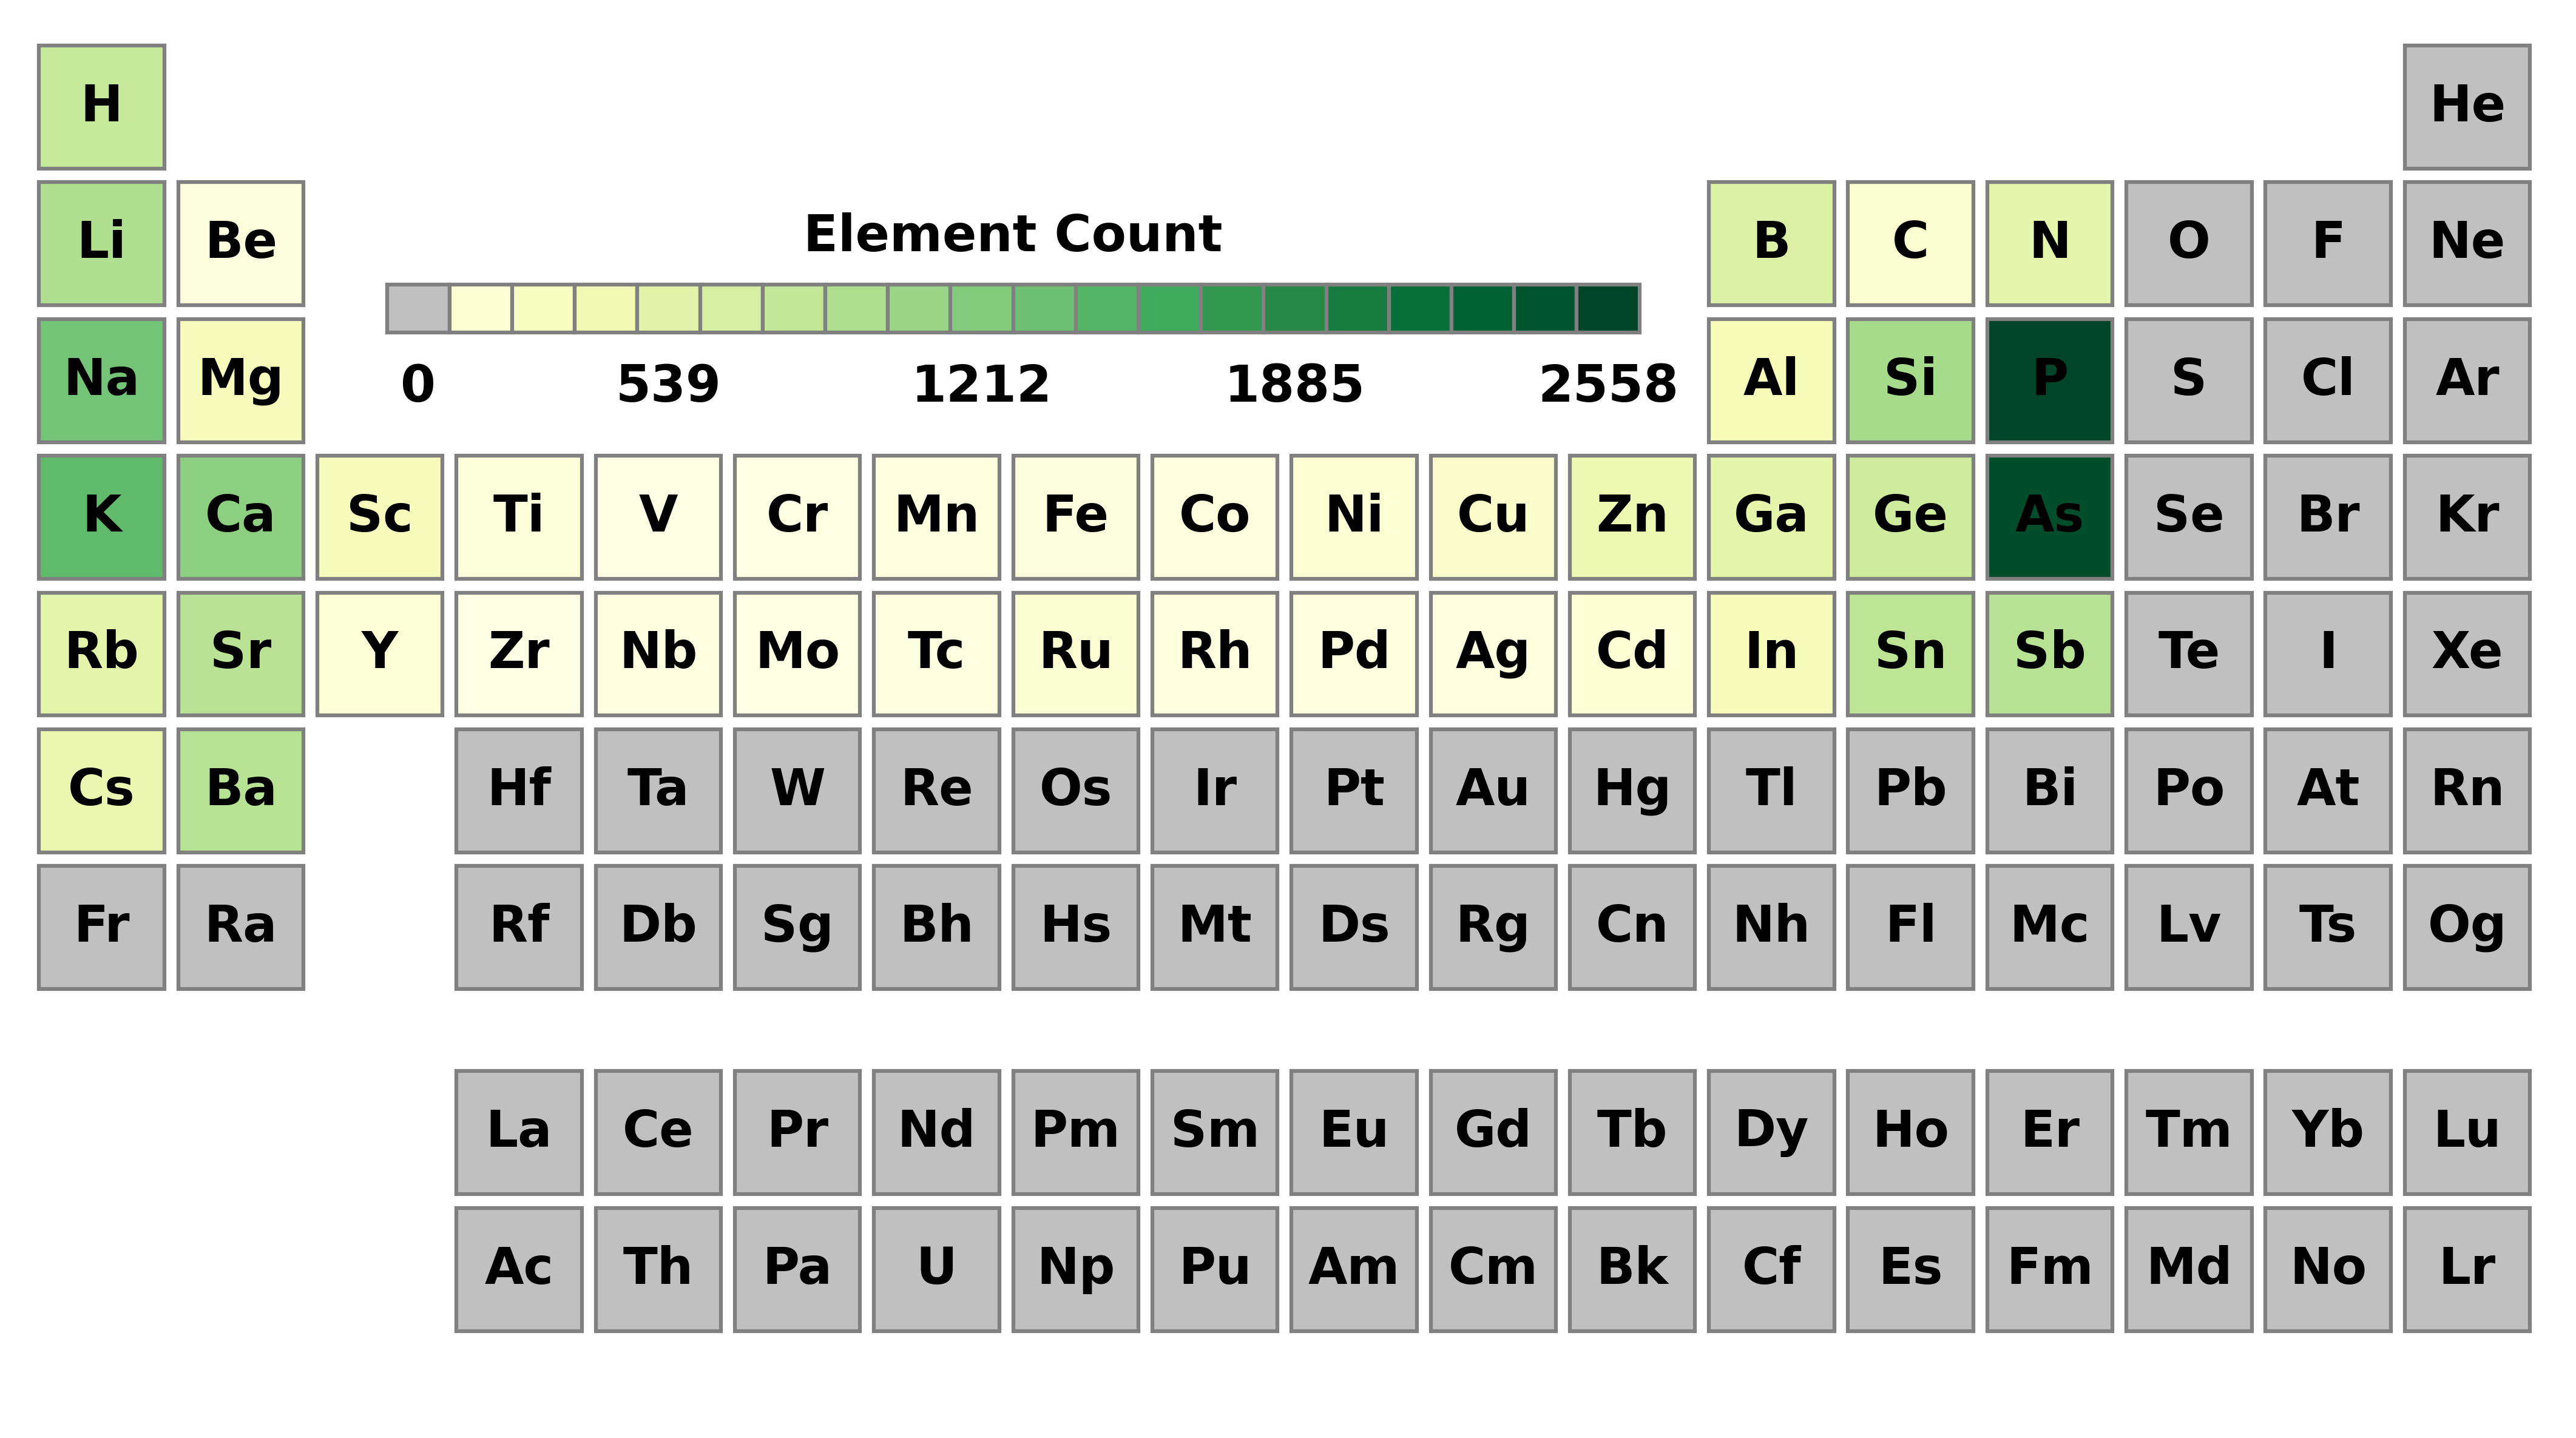 H He
Li Be B C N O F Ne
Element Count
Na Mg Al Si P S Cl Ar
0 539 1212 1885 2558
K Ca Sc Ti V Cr Mn Fe Co Ni Cu Zn Ga Ge As Se Br Kr
Rb Sr Y Zr Nb Mo Tc Ru Rh Pd Ag Cd In Sn Sb Te I Xe
Cs Ba Hf Ta W Re Os Ir Pt Au Hg Tl Pb Bi Po At Rn
Fr Ra Rf Db Sg Bh Hs Mt Ds Rg Cn Nh Fl Mc Lv Ts Og
La Ce Pr Nd Pm Sm Eu Gd Tb Dy Ho Er Tm Yb Lu
Ac Th Pa U Np Pu Am Cm Bk Cf Es Fm Md No Lr